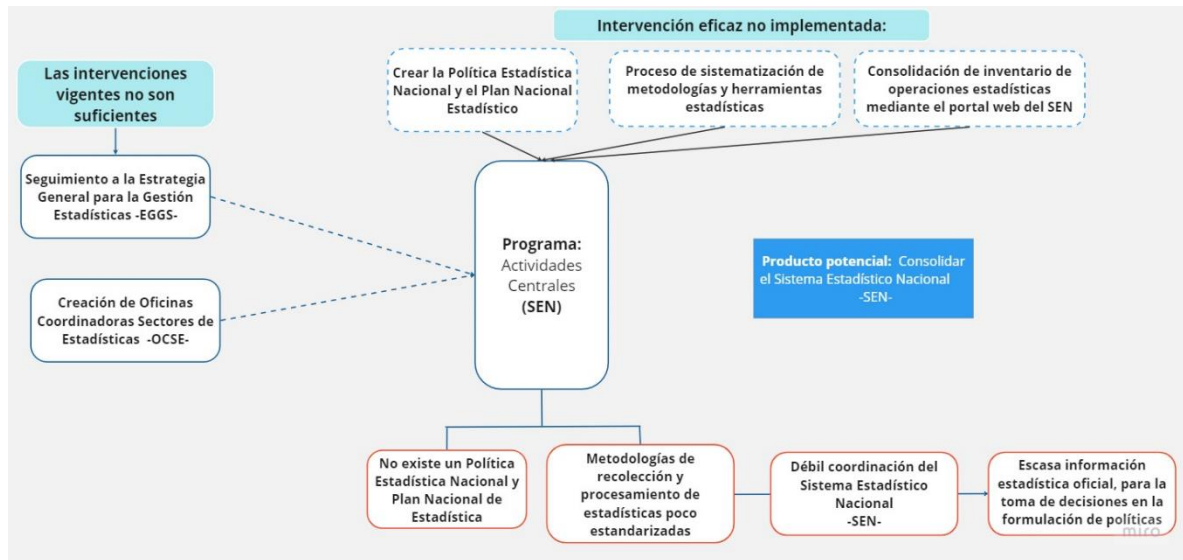 Intervención eficaz no implementada:
Las intervenciones
vigentes no son
suficientes
Crear la Política Estadística
Nacional y el Plan Nacional
Estadístico
Proceso de sistematización de
metodologías y herramientas
estadísticas
Consolidación de inventario de
operaciones estadísticas
mediante el portal web del SEN
Seguimiento a la Estrategia
General para la Gestión
Estadísticas -EGGS-
Creación de Oficinas
Coordinadoras Sectores de
Estadísticas -OCSE-
Programa:
Actividades
Centrales
(SEN)
Producto potencial: Consolidar
el Sistema Estadístico Nacional
-SEN-
No existe un Política
Estadística Nacional y
Plan Nacional de
Estadística
Metodologías de
recolección y
procesamiento de
estadísticas poco
estandarizadas
Débil coordinación del
Sistema Estadístico
Nacional
-SEN-
Escasa información
estadística oficial, para la
toma de decisiones en la
formulación de políticas
miro